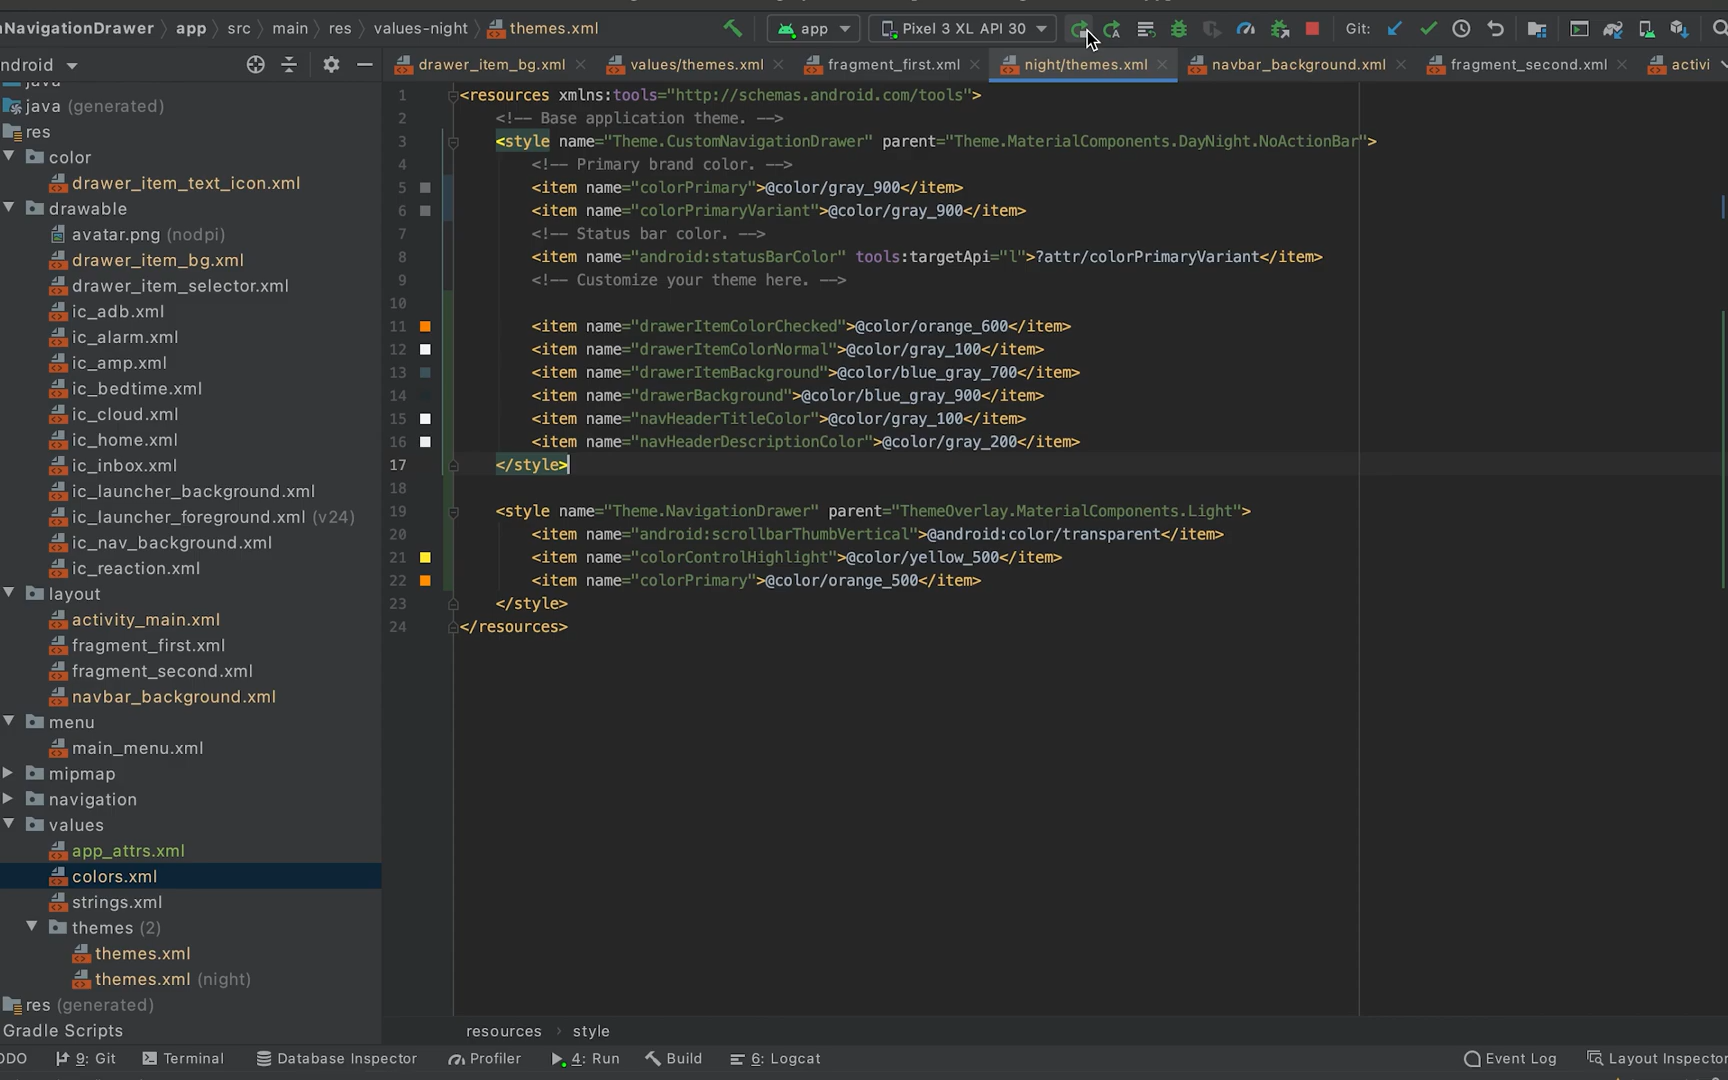 NavigationDrawer app src main res values-night themes.xml app Pixel 3 XL API 30 Git:
ndroid drawer_item_bg.xml values/themes.xml fragment_first.xml night/themes.xml navbar_background.xml fragment_second.xml activi
java
java (generated)
res
color
drawer_item_text_icon.xml
drawable
avatar.png (nodpi)
drawer_item_bg.xml
drawer_item_selector.xml
ic_adb.xml
ic_alarm.xml
ic_amp.xml
ic_bedtime.xml
ic_cloud.xml
ic_home.xml
ic_inbox.xml
ic_launcher_background.xml
ic_launcher_foreground.xml (v24)
ic_nav_background.xml
ic_reaction.xml
layout
activity_main.xml
fragment_first.xml
fragment_second.xml
navbar_background.xml
menu
main_menu.xml
mipmap
navigation
values
app_attrs.xml
colors.xml
strings.xml
themes (2)
themes.xml
themes.xml (night)
res (generated)
Gradle Scripts
1 <resources xmlns:tools="http://schemas.android.com/tools">
2 <!-- Base application theme. -->
3 <style name="Theme.CustomNavigationDrawer" parent="Theme.MaterialComponents.DayNight.NoActionBar">
4 <!-- Primary brand color. -->
5 <item name="colorPrimary">@color/gray_900</item>
6 <item name="colorPrimaryVariant">@color/gray_900</item>
7 <!-- Status bar color. -->
8 <item name="android:statusBarColor" tools:targetApi="l">?attr/colorPrimaryVariant</item>
9 <!-- Customize your theme here. -->
10
11 <item name="drawerItemColorChecked">@color/orange_600</item>
12 <item name="drawerItemColorNormal">@color/gray_100</item>
13 <item name="drawerItemBackground">@color/blue_gray_700</item>
14 <item name="drawerBackground">@color/blue_gray_900</item>
15 <item name="navHeaderTitleColor">@color/gray_100</item>
16 <item name="navHeaderDescriptionColor">@color/gray_200</item>
17 </style>
18
19 <style name="Theme.NavigationDrawer" parent="ThemeOverlay.MaterialComponents.Light">
20 <item name="android:scrollbarThumbVertical">@android:color/transparent</item>
21 <item name="colorControlHighlight">@color/yellow_500</item>
22 <item name="colorPrimary">@color/orange_500</item>
23 </style>
24 </resources>
resources style
ODO 9: Git Terminal Database Inspector Profiler 4: Run Build 6: Logcat Event Log Layout Inspector